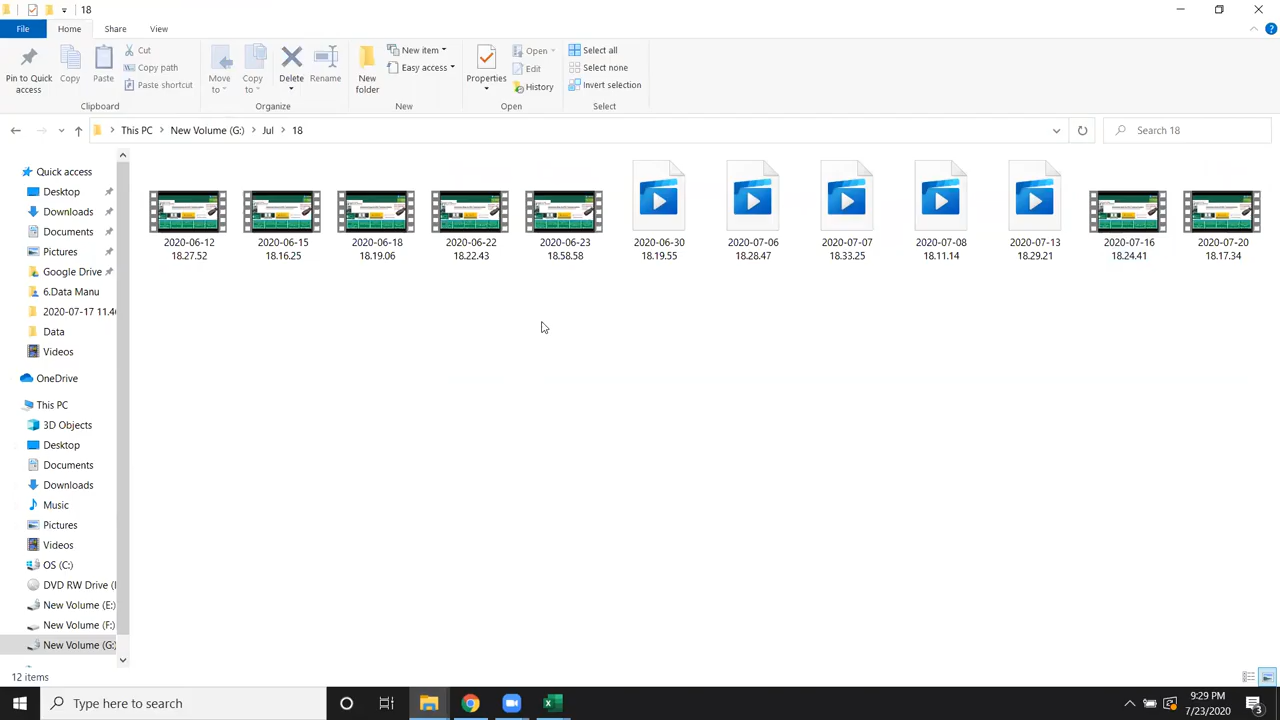 18
File
Home
Share
View
Pin to Quick access
Copy
Paste
Cut
Copy path
Paste shortcut
Clipboard
Move to
Copy to
Delete
Rename
Organize
New folder
New item
Easy access
New
Properties
Open
Edit
History
Open
Select all
Select none
Invert selection
Select
This PC
New Volume (G:)
Jul
18
Search 18
Quick access
Desktop
Downloads
Documents
Pictures
Google Drive
6.Data Manu
2020-07-17 11.4
Data
Videos
OneDrive
This PC
3D Objects
Desktop
Documents
Downloads
Music
Pictures
Videos
OS (C:)
DVD RW Drive (
New Volume (E:)
New Volume (F:)
New Volume (G:)
2020-06-12 18.27.52
2020-06-15 18.16.25
2020-06-18 18.19.06
2020-06-22 18.22.43
2020-06-23 18.58.58
2020-06-30 18.19.55
2020-07-06 18.28.47
2020-07-07 18.33.25
2020-07-08 18.11.14
2020-07-13 18.29.21
2020-07-16 18.24.41
2020-07-20 18.17.34
12 items
Type here to search
9:29 PM
7/23/2020
3